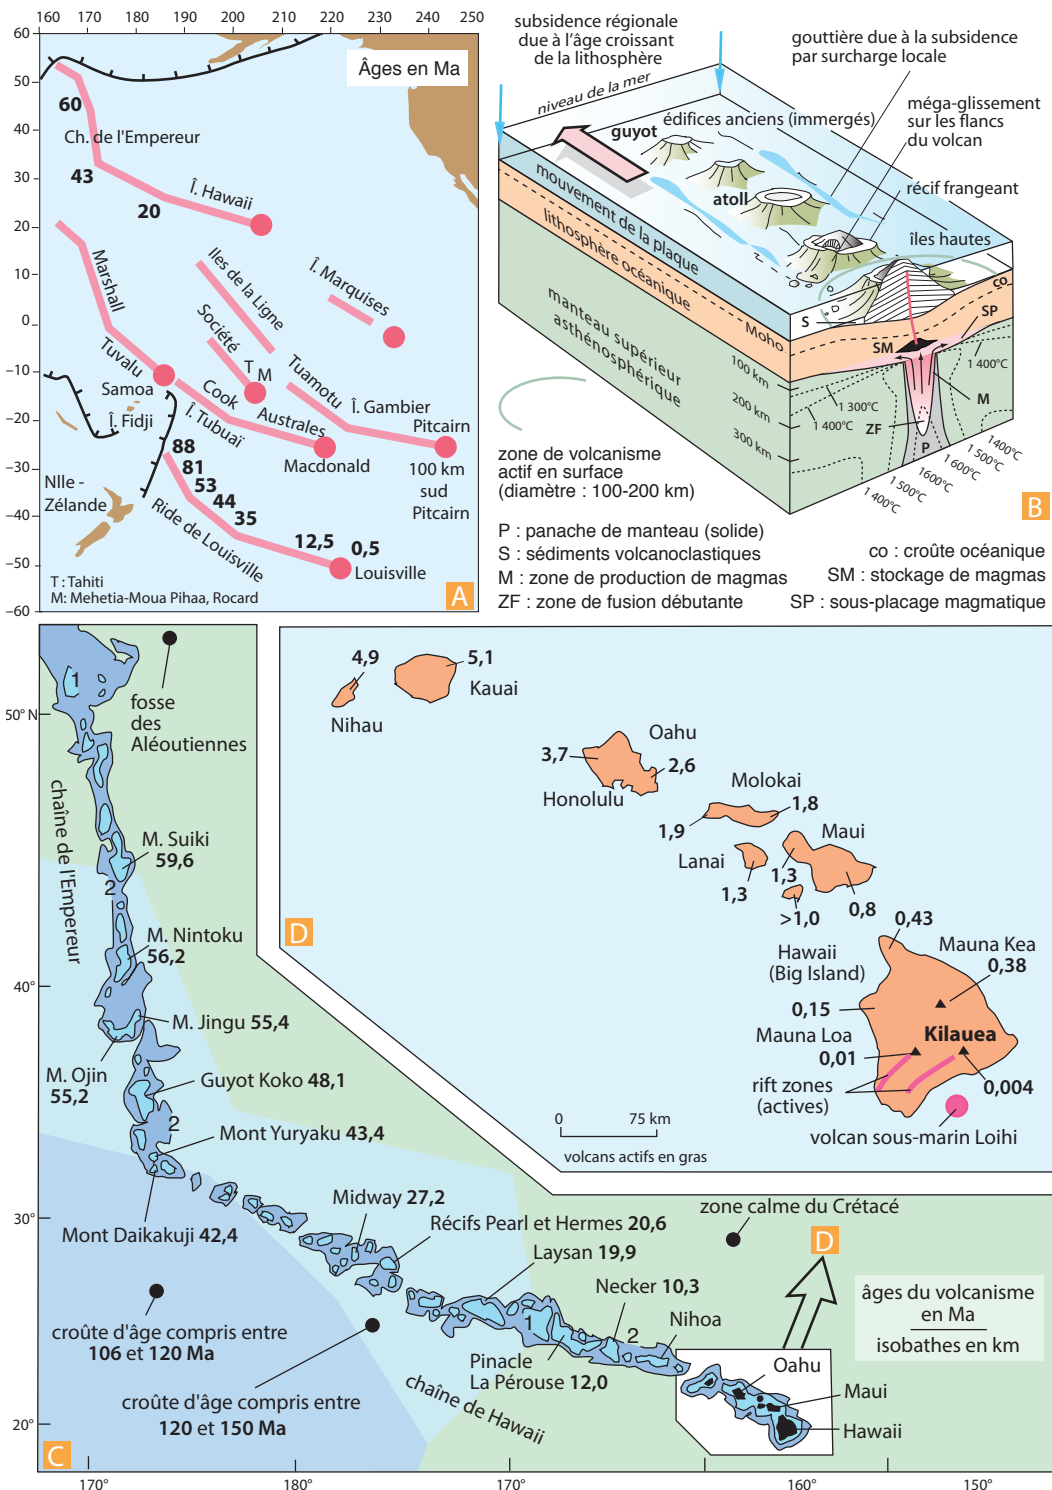 160 170 180 190 200 210 220 230 240 250
60
50
40
30
20
10
0
–10
–20
–30
–40
–50
–60
Âges en Ma
60
Ch. de l'Empereur
43
20
Î. Hawaii
Marshall
Tuvalu
Iles de la Ligne
Société
T M
Î. Marquises
Samoa
Î. Fidji
Cook
Î. Tubuaï
Australes
Macdonald
Tuamotu
Î. Gambier
Pitcairn
100 km
sud
Pitcairn
Nlle -
Zélande
88
81
53
44
35
12,5
0,5
Ride de Louisville
Louisville
T : Tahiti
M: Mehetia-Moua Pihaa, Rocard
A
subsidence régionale
due à l'âge croissant
de la lithosphère
gouttière due à la subsidence
par surcharge locale
méga-glissement
sur les flancs
du volcan
récif frangeant
îles hautes
niveau de la mer
guyot
édifices anciens (immergés)
atoll
mouvement de la plaque
lithosphère océanique
manteau supérieur
asthénosphérique
Moho
S
co
SP
SM
M
ZF
P
100 km
200 km
300 km
1 300°C
1 400°C
1 400°C
1400°C
1 500°C
1 600°C
1600°C
1 500°C
1 400°C
zone de volcanisme
actif en surface
(diamètre : 100-200 km)
B
P : panache de manteau (solide)
S : sédiments volcanoclastiques
M : zone de production de magmas
ZF : zone de fusion débutante
co : croûte océanique
SM : stockage de magmas
SP : sous-placage magmatique
50° N
40°
30°
20°
170°
180°
170°
160°
150°
1
fosse
des
Aléoutiennes
chaîne de l'Empereur
M. Suiki
59,6
2
M. Nintoku
56,2
M. Jingu 55,4
M. Ojin
55,2
Guyot Koko 48,1
2
Mont Yuryaku 43,4
Mont Daikakuji 42,4
Midway 27,2
Récifs Pearl et Hermes 20,6
Laysan 19,9
Necker 10,3
1
2
Nihoa
Pinacle
La Pérouse 12,0
chaîne de Hawaii
croûte d'âge compris entre
106 et 120 Ma
croûte d'âge compris entre
120 et 150 Ma
zone calme du Crétacé
D
âges du volcanisme
en Ma
isobathes en km
Oahu
Maui
Hawaii
C
4,9
Nihau
5,1
Kauai
Oahu
3,7
2,6
Honolulu
Molokai
1,8
1,9
Lanai
1,3
Maui
1,3
0,8
>1,0
D
Hawaii
(Big Island)
0,43
Mauna Kea
0,38
0,15
Mauna Loa
0,01
Kilauea
0,004
rift zones
(actives)
volcan sous-marin Loihi
0 75 km
volcans actifs en gras